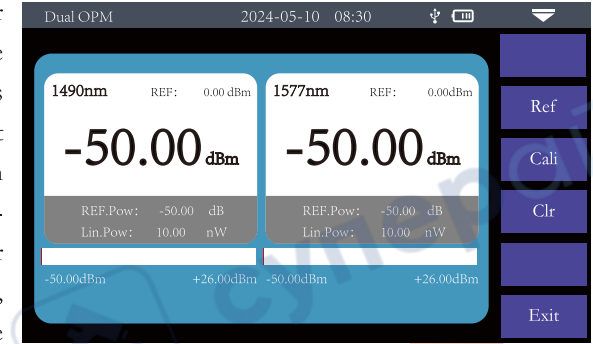 Dual OPM 2024-05-10 08:30
1490nm REF: 0.00 dBm
-50.00 dBm
REF.Pow: -50.00 dB
Lin.Pow: 10.00 nW
-50.00dBm +26.00dBm
1577nm REF: 0.00dBm
-50.00 dBm
REF.Pow: -50.00 dB
Lin.Pow: 10.00 nW
-50.00dBm +26.00dBm
Ref
Cali
Clr
Exit